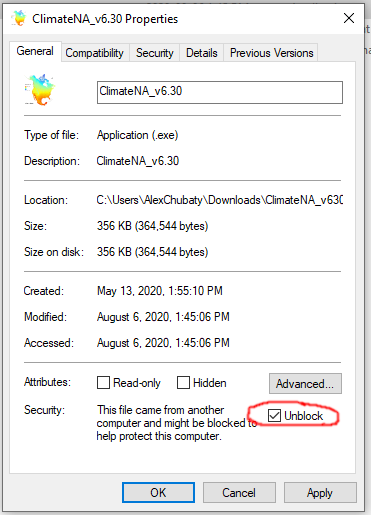 ClimateNA_v6.30 Properties
General Compatibility Security Details Previous Versions
ClimateNA_v6.30
Type of file: Application (.exe)
Description: ClimateNA_v6.30
Location: C:\Users\AlexChubaty\Downloads\ClimateNA_v630
Size: 356 KB (364,544 bytes)
Size on disk: 356 KB (364,544 bytes)
Created: May 13, 2020, 1:55:10 PM
Modified: August 6, 2020, 1:45:06 PM
Accessed: August 6, 2020, 1:45:06 PM
Attributes: Read-only Hidden Advanced...
Security: This file came from another
computer and might be blocked to
help protect this computer.
Unblock
OK Cancel Apply